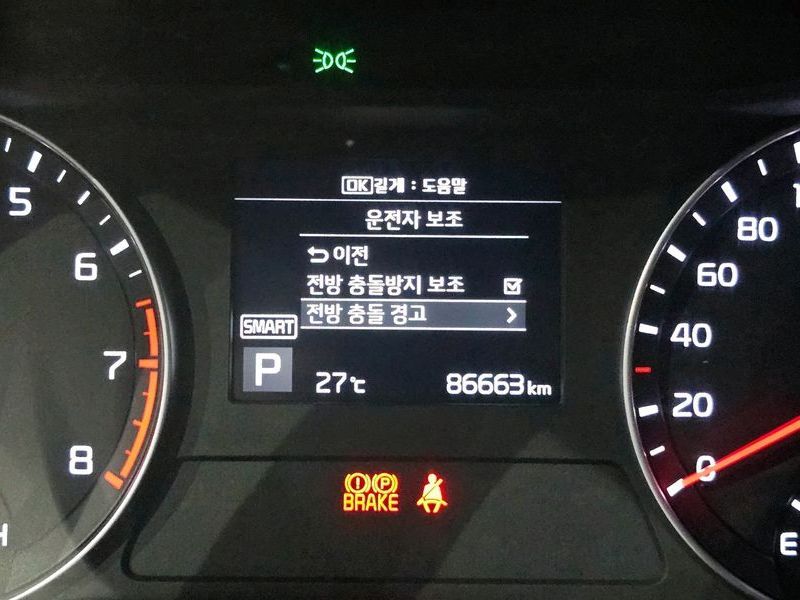 OK길게 : 도움말
운전자 보조
이전
전방 충돌방지 보조
전방 충돌 경고
SMART
P
27℃
86663km
5
6
7
8
H
80
60
40
20
0
E
BRAKE